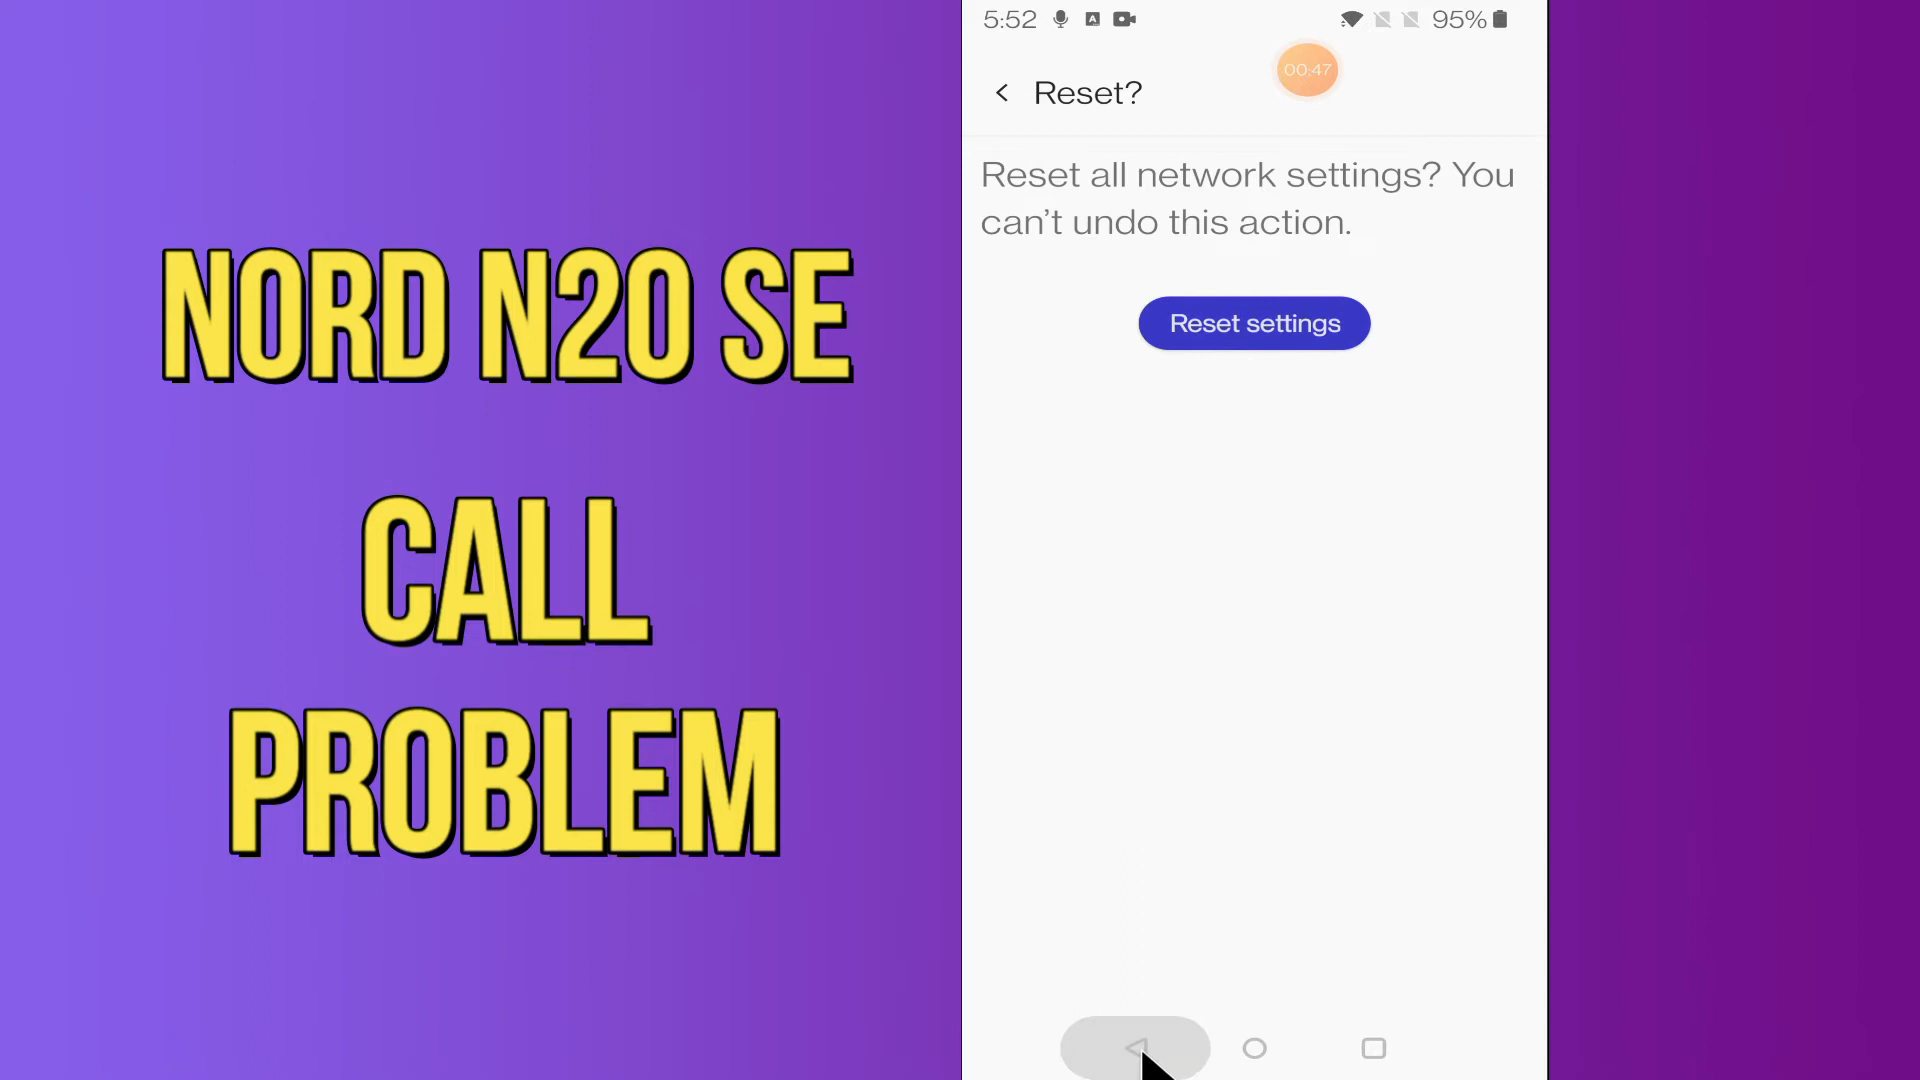 NORD N20 SE
CALL
PROBLEM
5:52 A 95%
00:47
Reset?
Reset all network settings? You
can't undo this action.
Reset settings